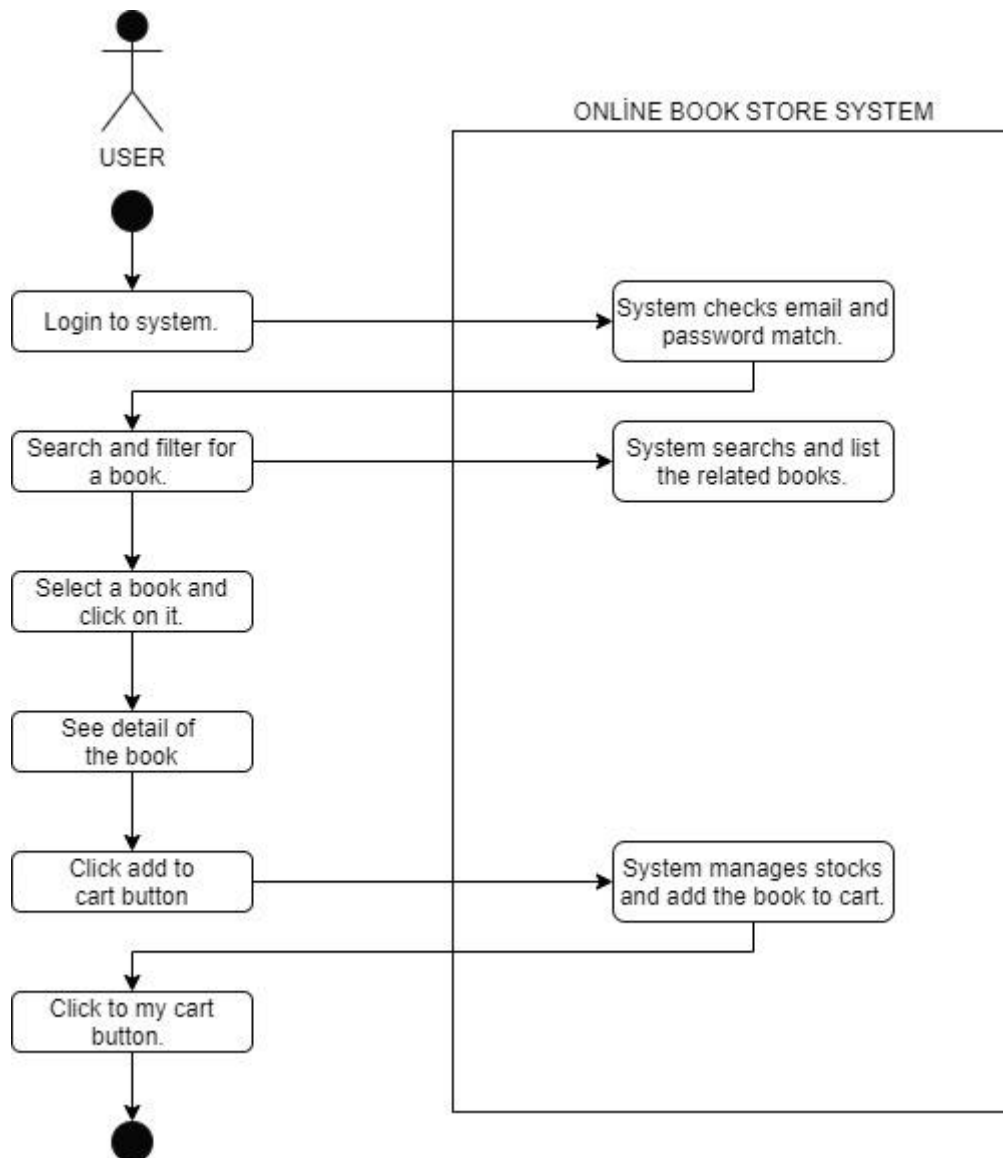 USER
ONLİNE BOOK STORE SYSTEM
Login to system.
System checks email and
password match.
Search and filter for
a book.
System searchs and list
the related books.
Select a book and
click on it.
See detail of
the book
Click add to
cart button
System manages stocks
and add the book to cart.
Click to my cart
button.